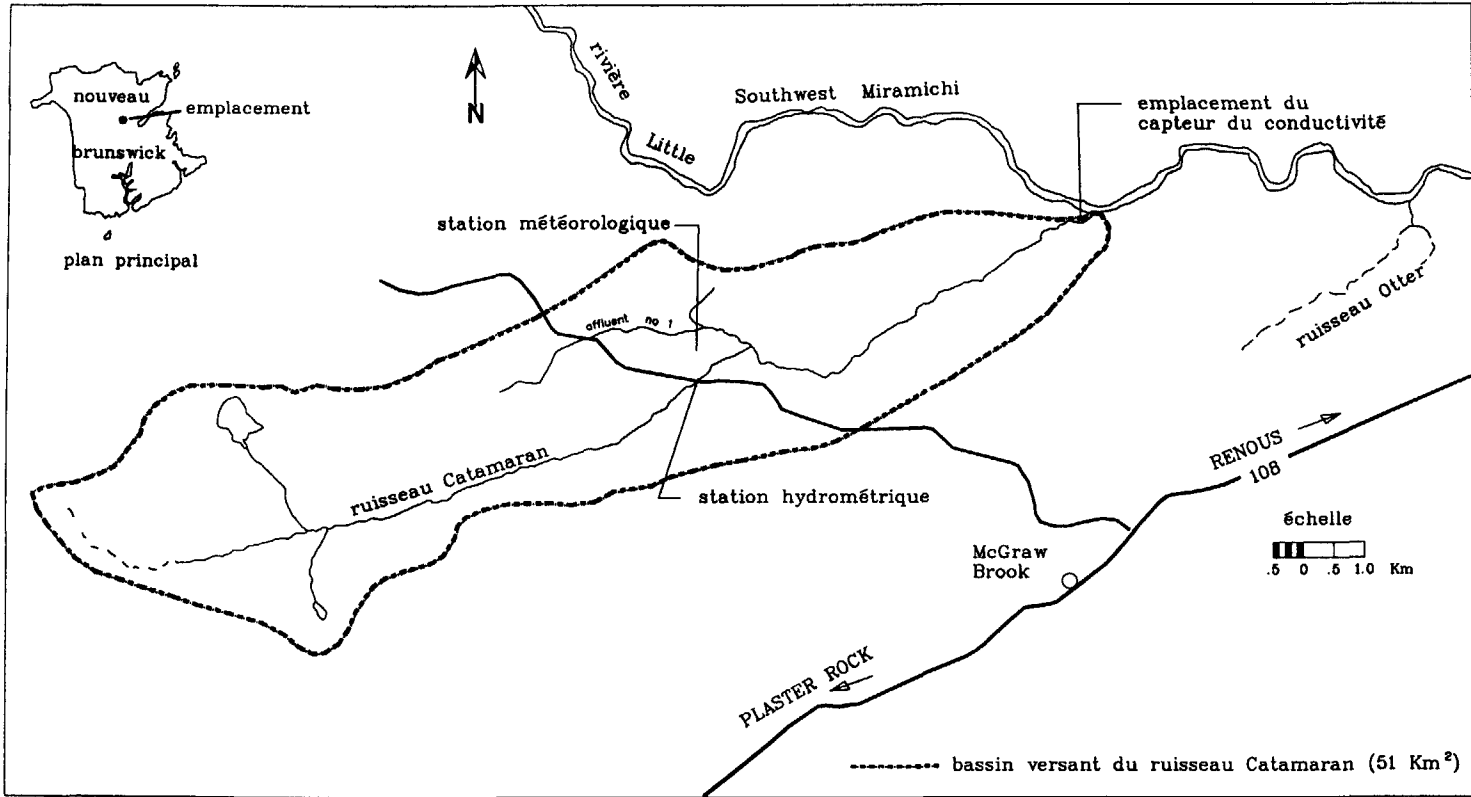 nouveau
emplacement
brunswick
plan principal
N
rivière
Little
Southwest Miramichi
emplacement du
capteur du conductivité
station météorologique
affluent no 1
ruisseau Otter
ruisseau Catamaran
station hydrométrique
RENOUS
108
échelle
.5 0 .5 1.0 Km
McGraw
Brook
PLASTER ROCK
bassin versant du ruisseau Catamaran (51 Km²)